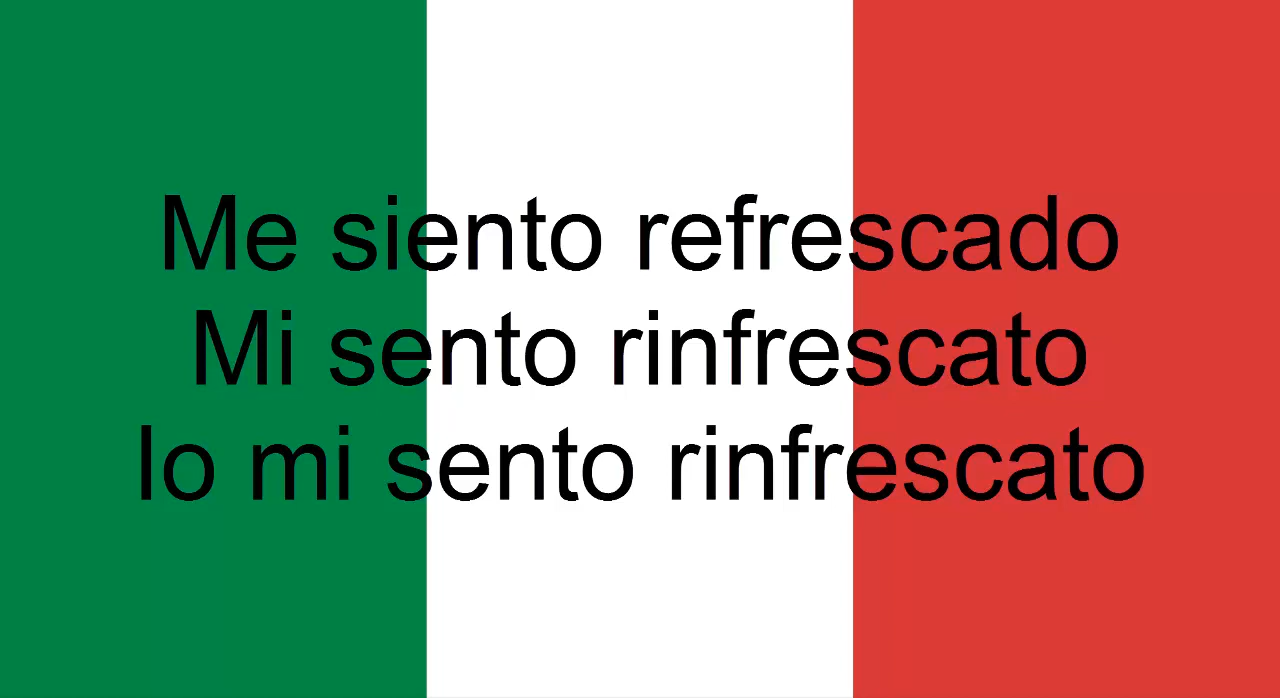 Me siento refrescado
Mi sento rinfrescato
Io mi sento rinfrescato